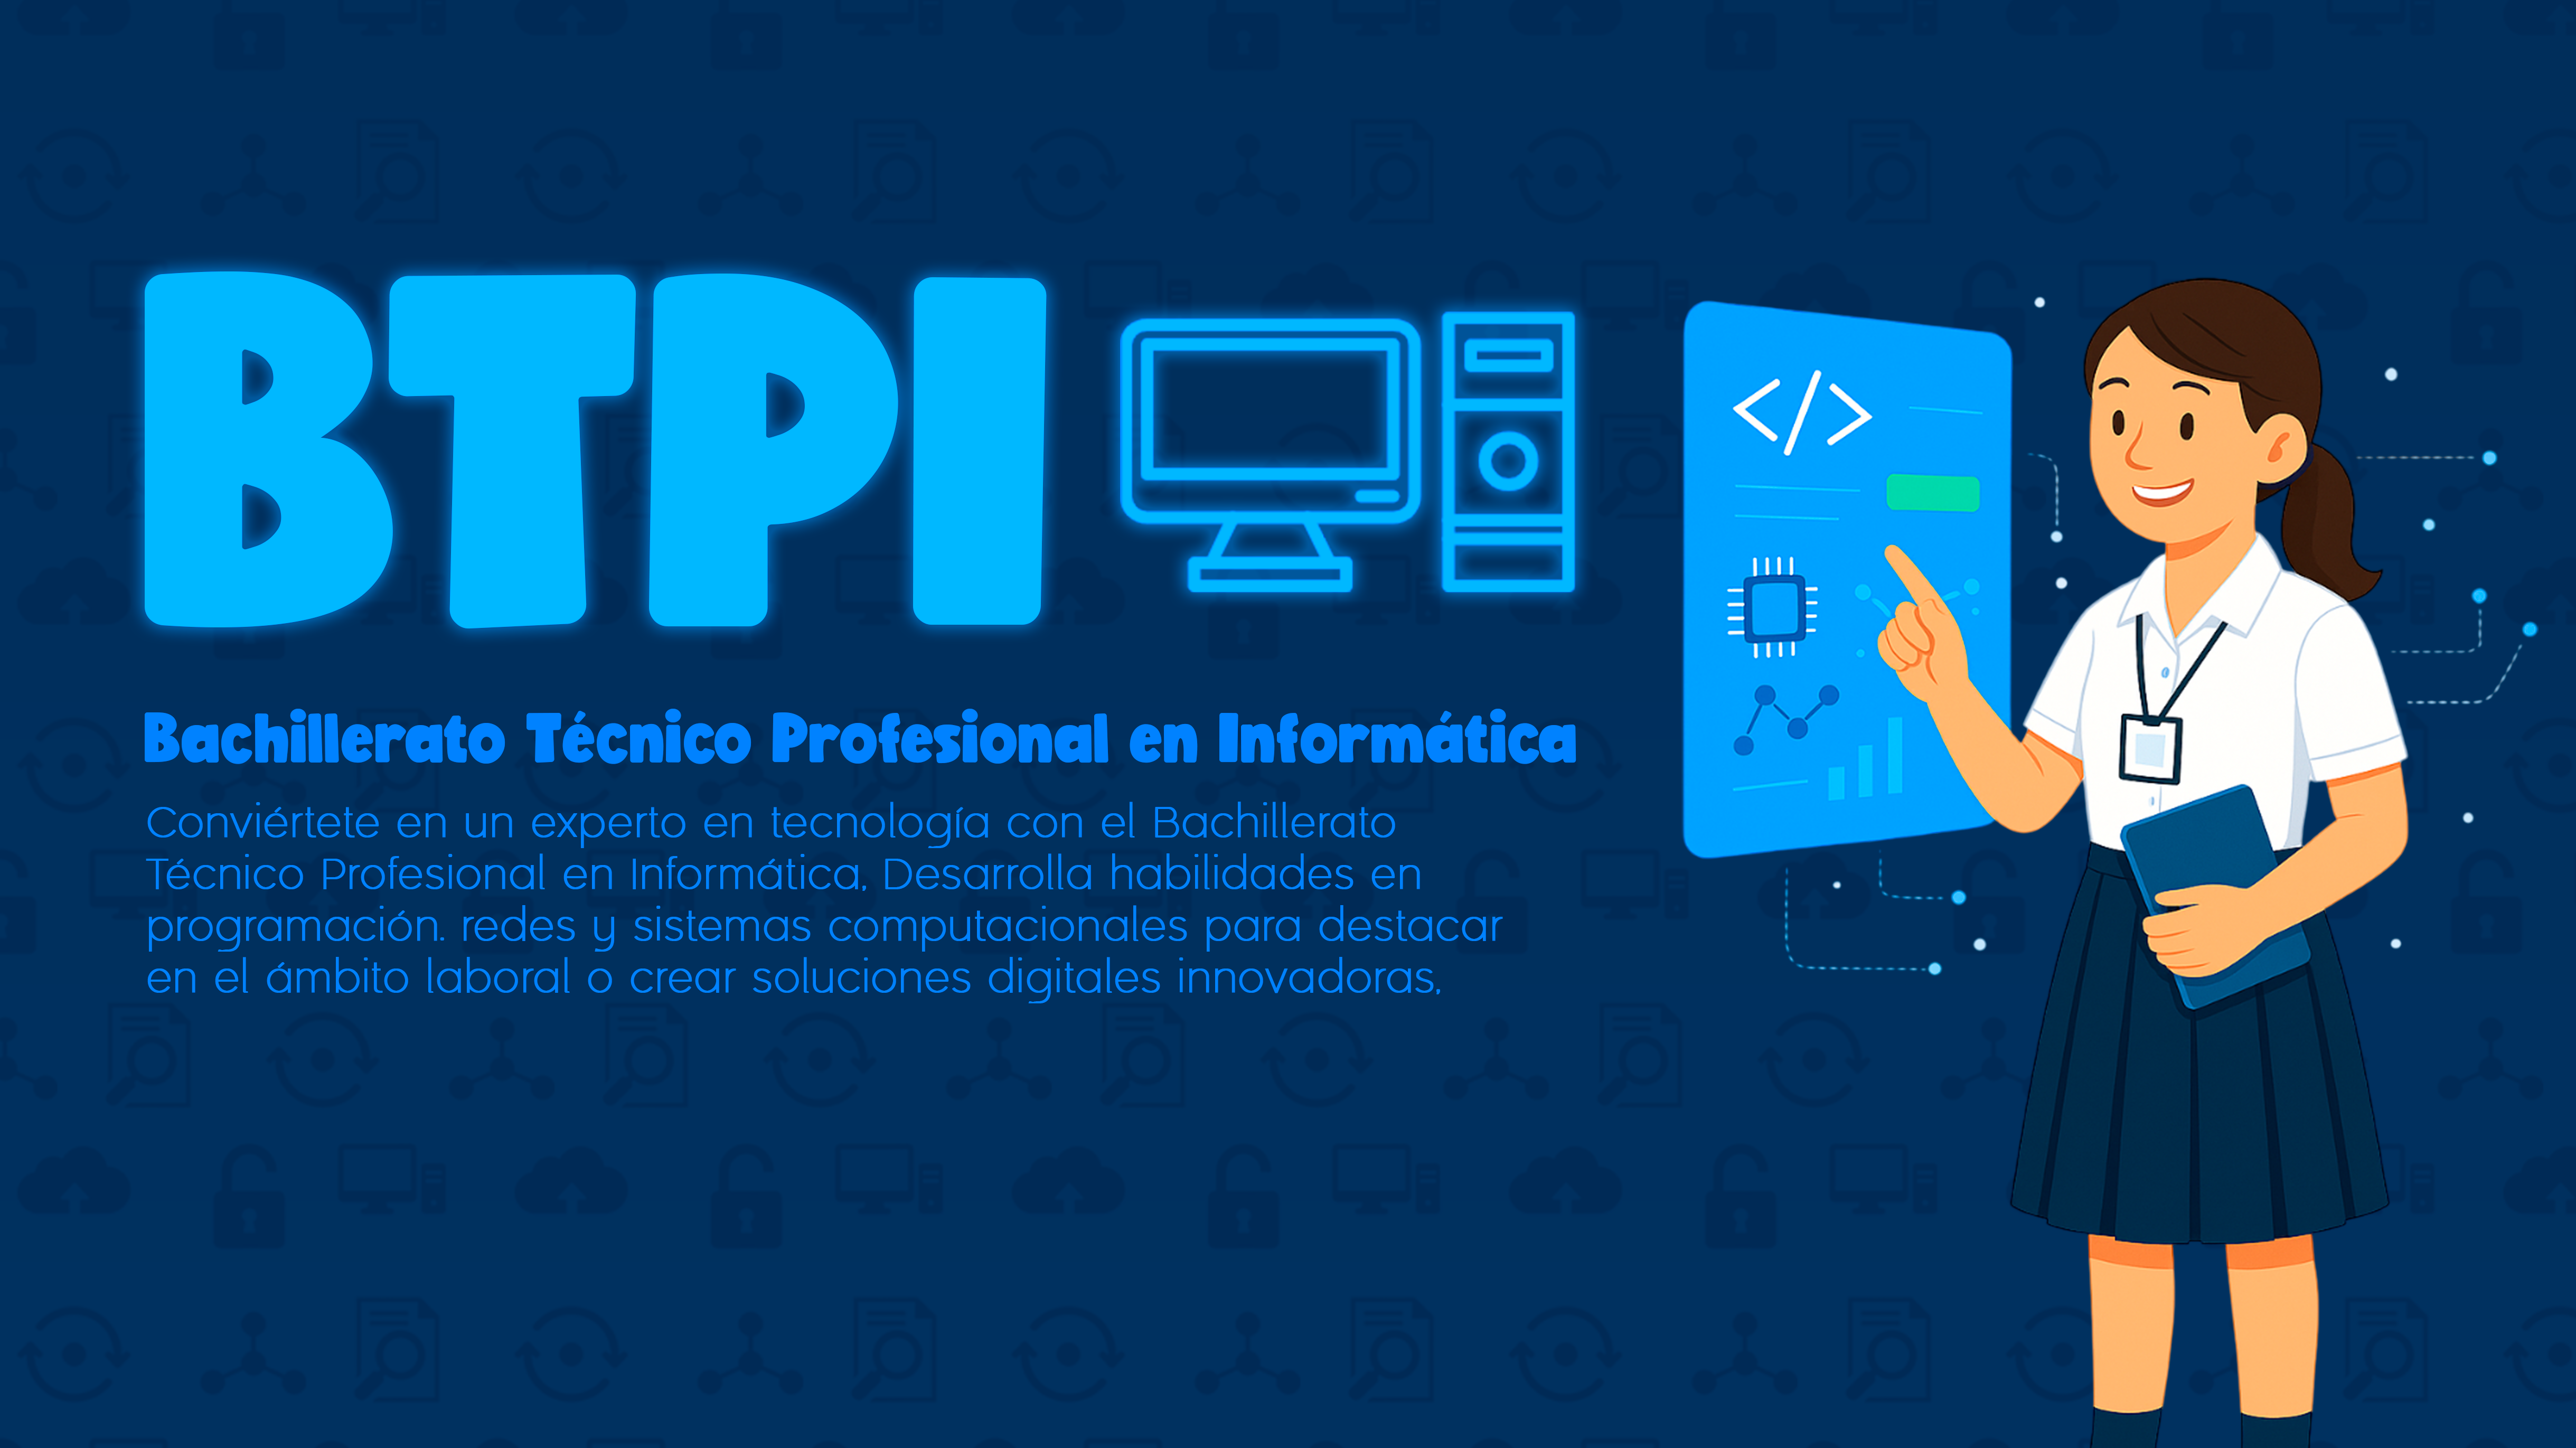 BTPI
</>
Bachillerato Técnico Profesional en Informática
Conviértete en un experto en tecnología con el Bachillerato
Técnico Profesional en Informática, Desarrolla habilidades en
programación. redes y sistemas computacionales para destacar
en el ámbito laboral o crear soluciones digitales innovadoras,